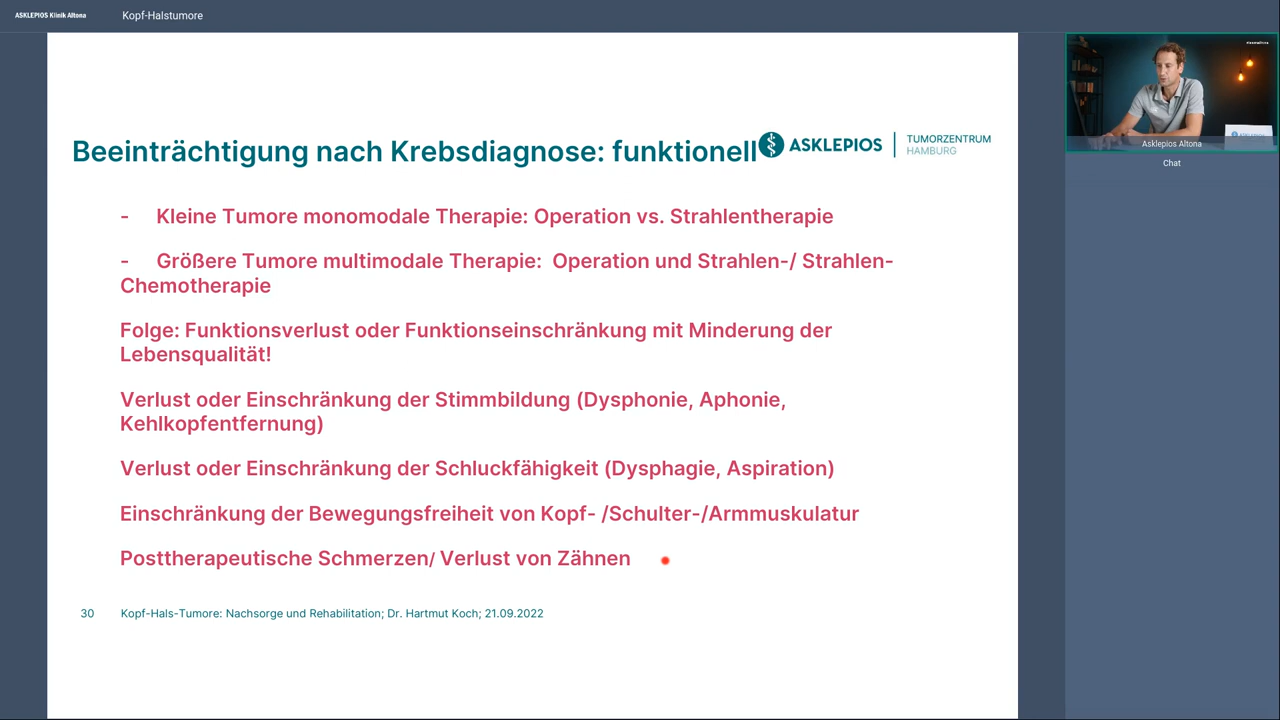 ASKLEPIOS Klinik Altona
Kopf-Halstumore
Beeinträchtigung nach Krebsdiagnose: funktionell
ASKLEPIOS
TUMORZENTRUM
HAMBURG
- Kleine Tumore monomodale Therapie: Operation vs. Strahlentherapie
- Größere Tumore multimodale Therapie: Operation und Strahlen-/ Strahlen-
Chemotherapie
Folge: Funktionsverlust oder Funktionseinschränkung mit Minderung der
Lebensqualität!
Verlust oder Einschränkung der Stimmbildung (Dysphonie, Aphonie,
Kehlkopfentfernung)
Verlust oder Einschränkung der Schluckfähigkeit (Dysphagie, Aspiration)
Einschränkung der Bewegungsfreiheit von Kopf- /Schulter-/Armmuskulatur
Posttherapeutische Schmerzen/ Verlust von Zähnen
30 Kopf-Hals-Tumore: Nachsorge und Rehabilitation; Dr. Hartmut Koch; 21.09.2022
Asklepios Altona
Chat